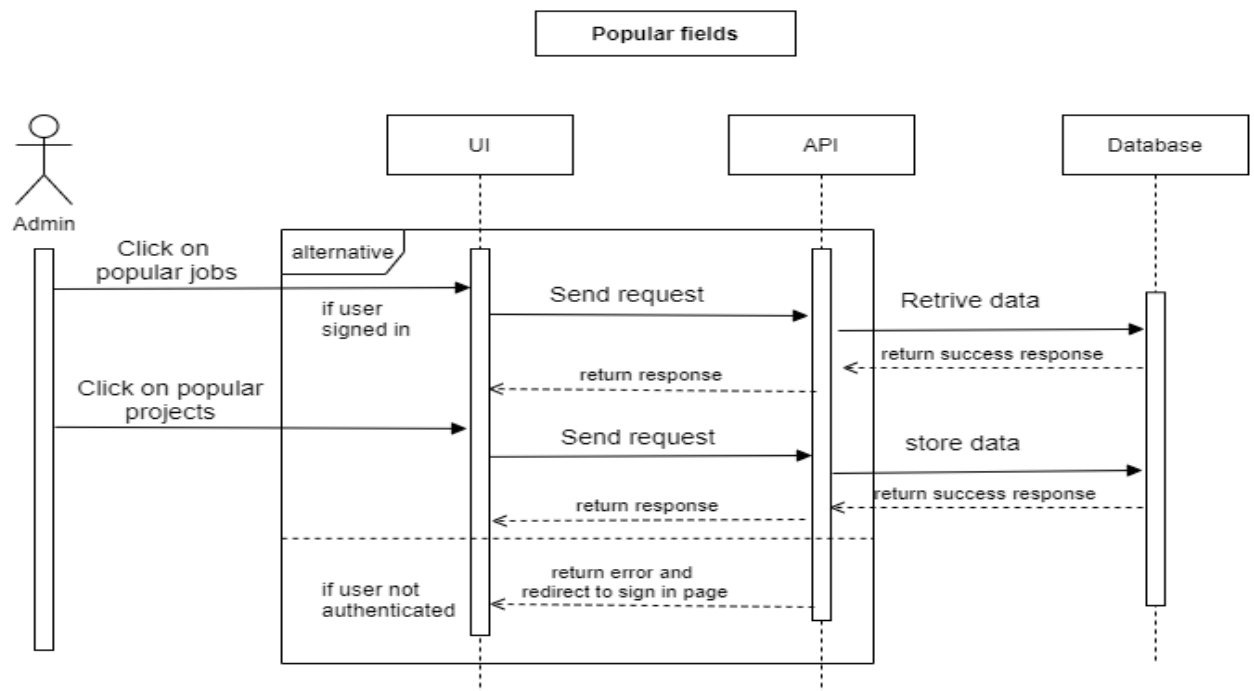 Popular fields
UI
API
Database
Admin
Click on
popular jobs
alternative
if user
signed in
Send request
Retrive data
return success response
return response
Click on popular
projects
Send request
store data
return success response
return response
if user not
authenticated
return error and
redirect to sign in page